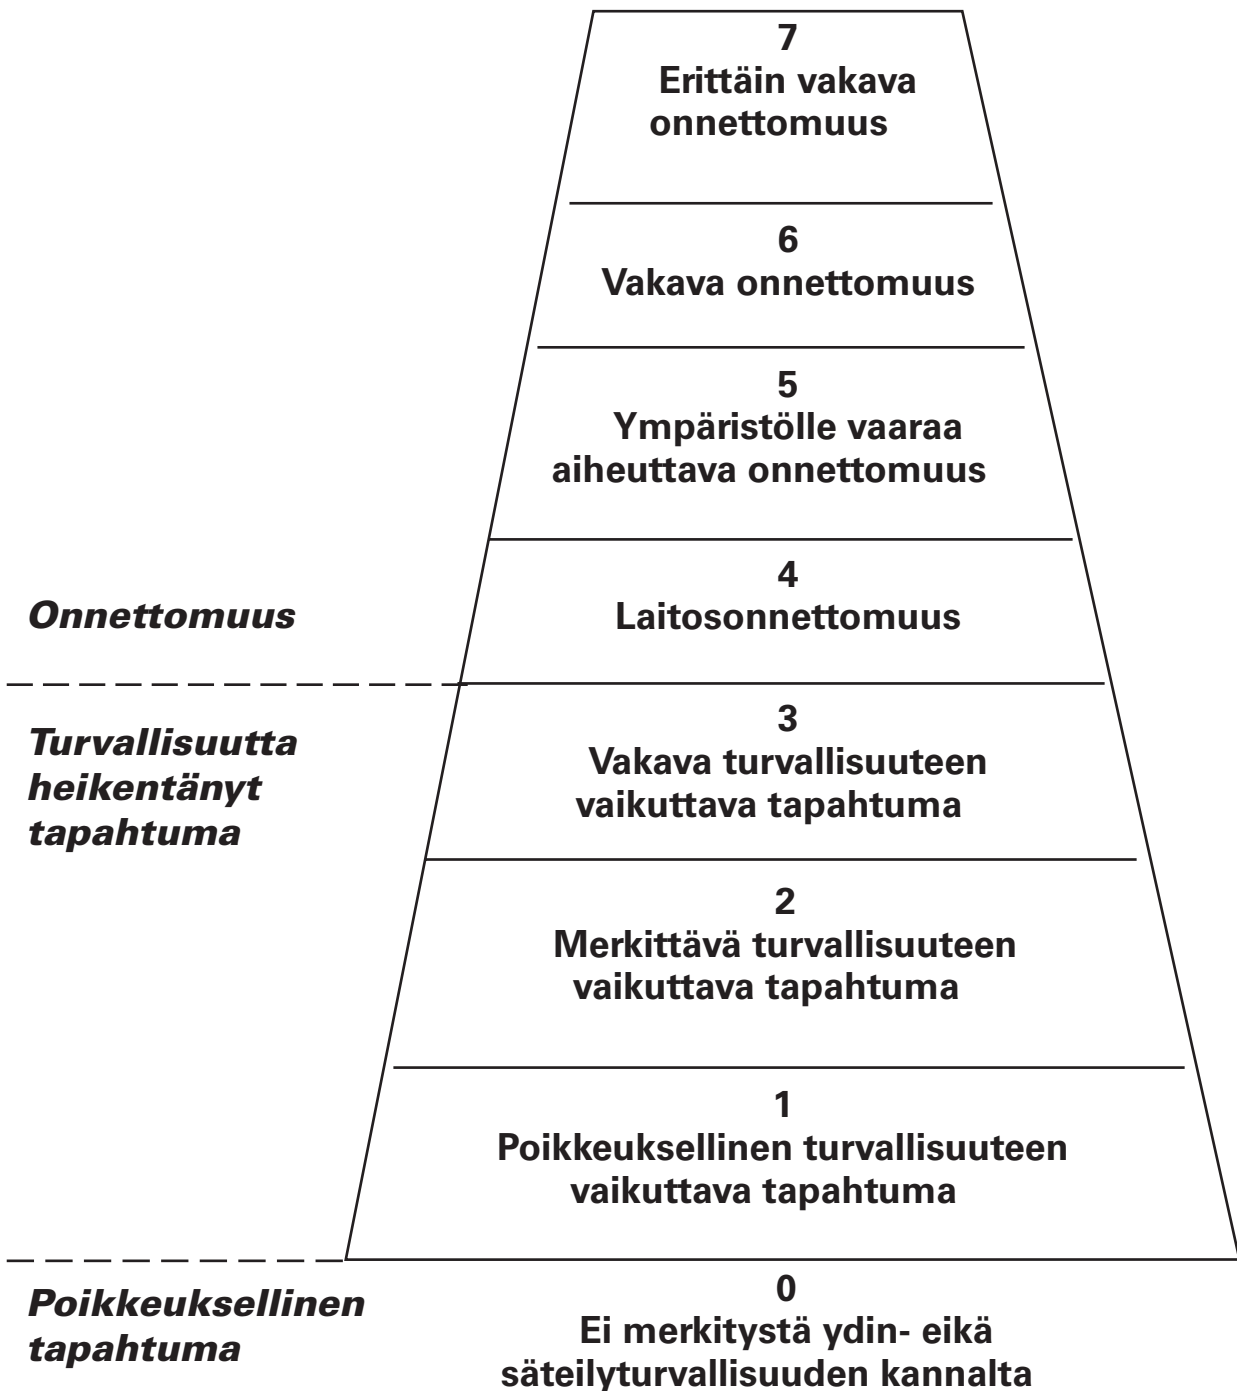 7
Erittäin vakava
onnettomuus
6
Vakava onnettomuus
5
Ympäristölle vaaraa
aiheuttava onnettomuus
4
Laitosonnettomuus
Onnettomuus
3
Vakava turvallisuuteen
vaikuttava tapahtuma
Turvallisuutta
heikentänyt
tapahtuma
2
Merkittävä turvallisuuteen
vaikuttava tapahtuma
1
Poikkeuksellinen turvallisuuteen
vaikuttava tapahtuma
0
Ei merkitystä ydin- eikä
säteilyturvallisuuden kannalta
Poikkeuksellinen
tapahtuma